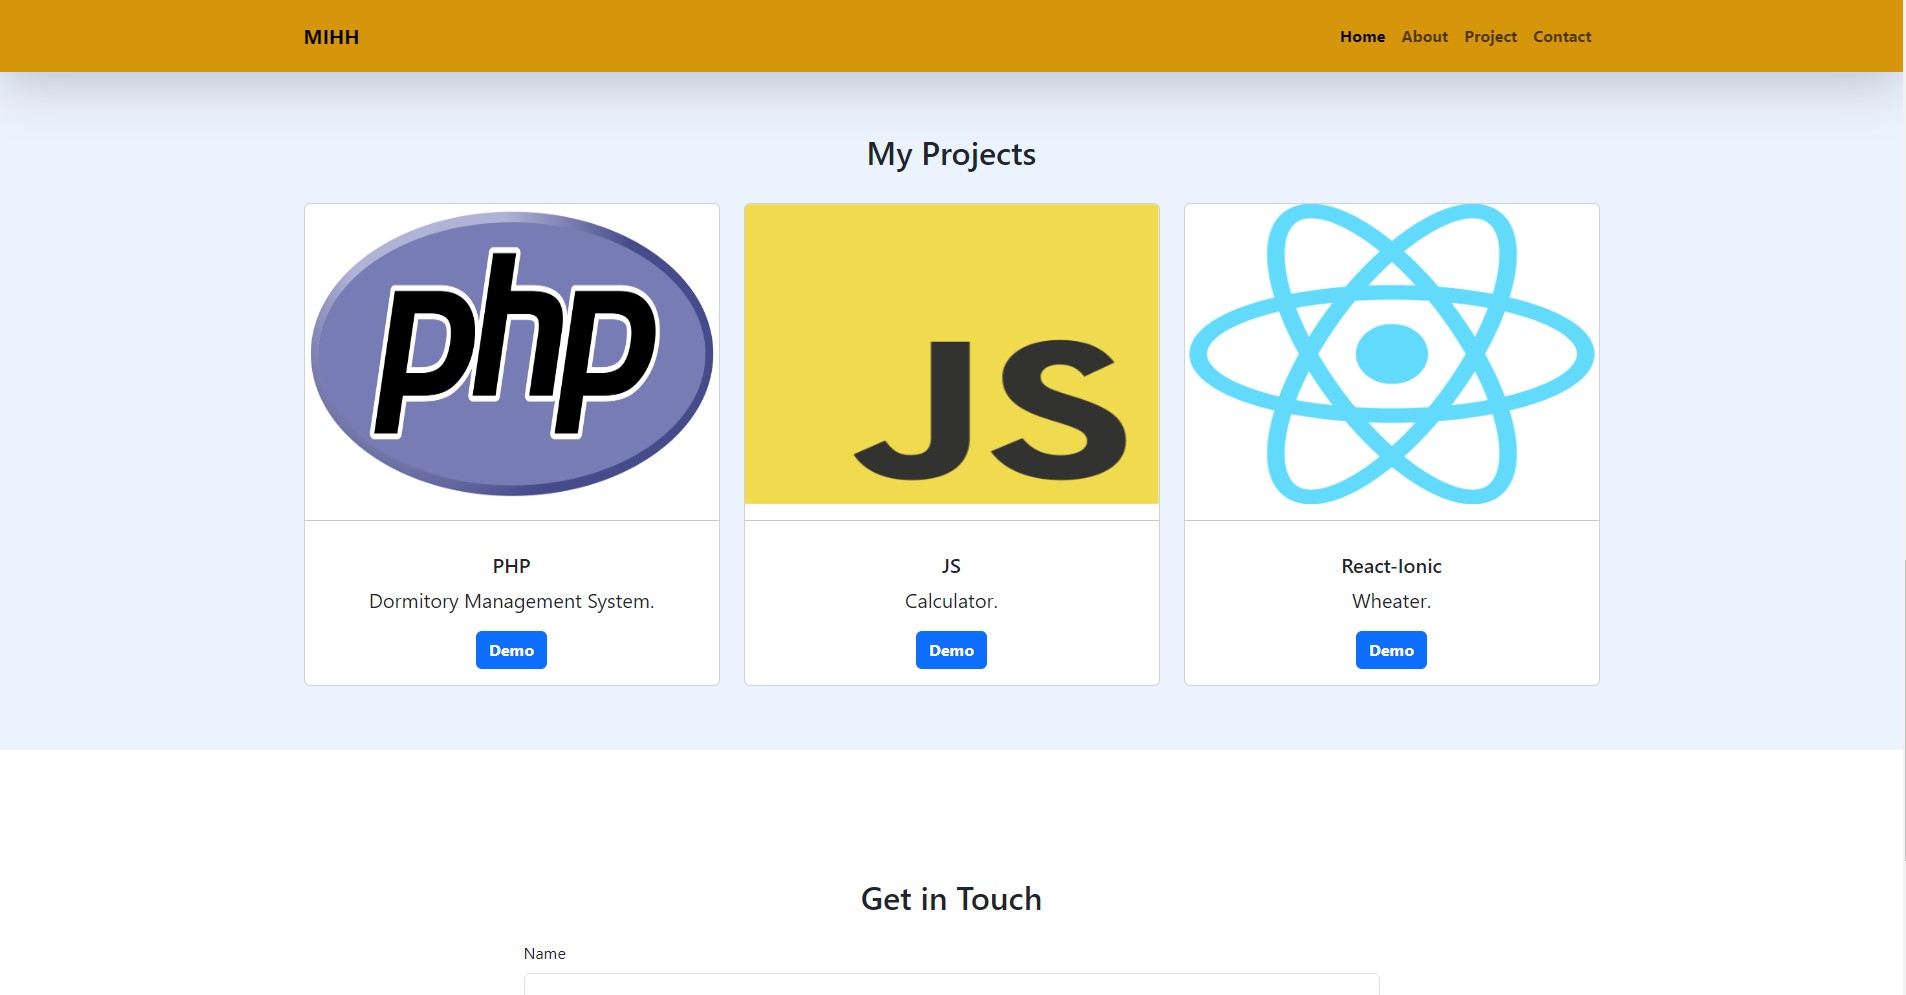 MIHH
Home About Project Contact
My Projects
php
JS
PHP
Dormitory Management System.
Demo
JS
Calculator.
Demo
React-Ionic
Wheater.
Demo
Get in Touch
Name